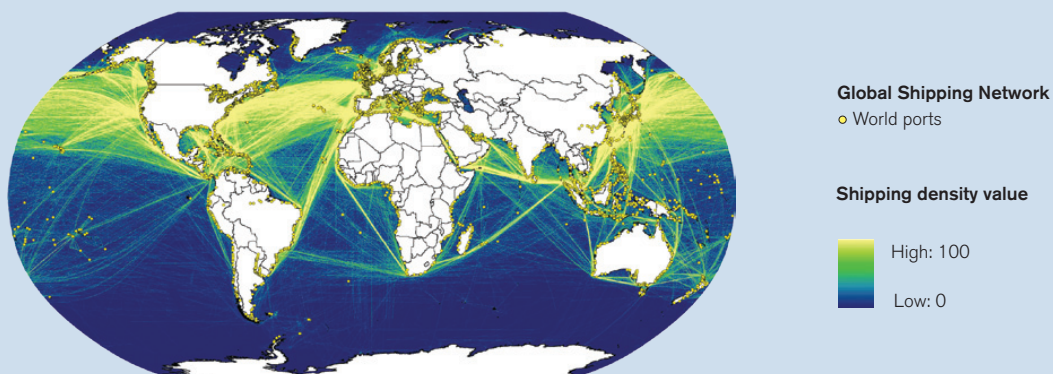 Global Shipping Network
World ports
Shipping density value
High: 100
Low: 0